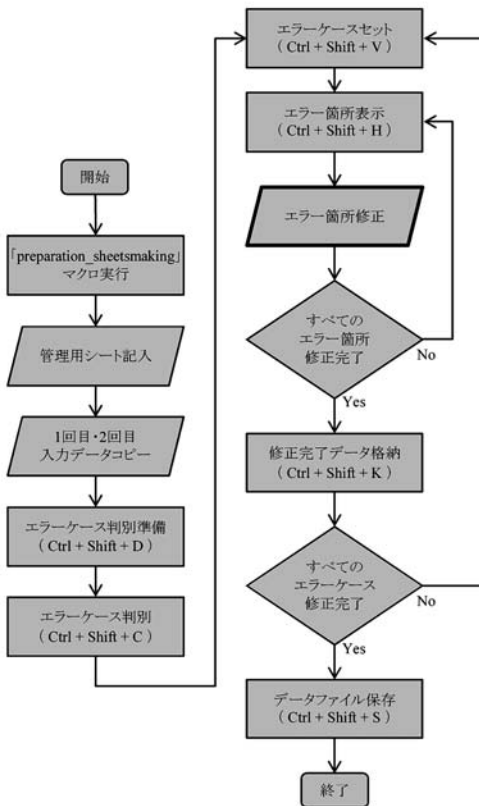 開始
「preparation_sheetsmaking」
マクロ実行
管理用シート記入
1回目・2回目
入力データコピー
エラーケース判別準備
( Ctrl + Shift + D )
エラーケース判別
( Ctrl + Shift + C )
エラーケースセット
( Ctrl + Shift + V )
エラー箇所表示
( Ctrl + Shift + H )
エラー箇所修正
すべての
エラー箇所
修正完了
No
Yes
修正完了データ格納
( Ctrl + Shift + K )
すべての
エラーケース
修正完了
No
Yes
データファイル保存
( Ctrl + Shift + S )
終了